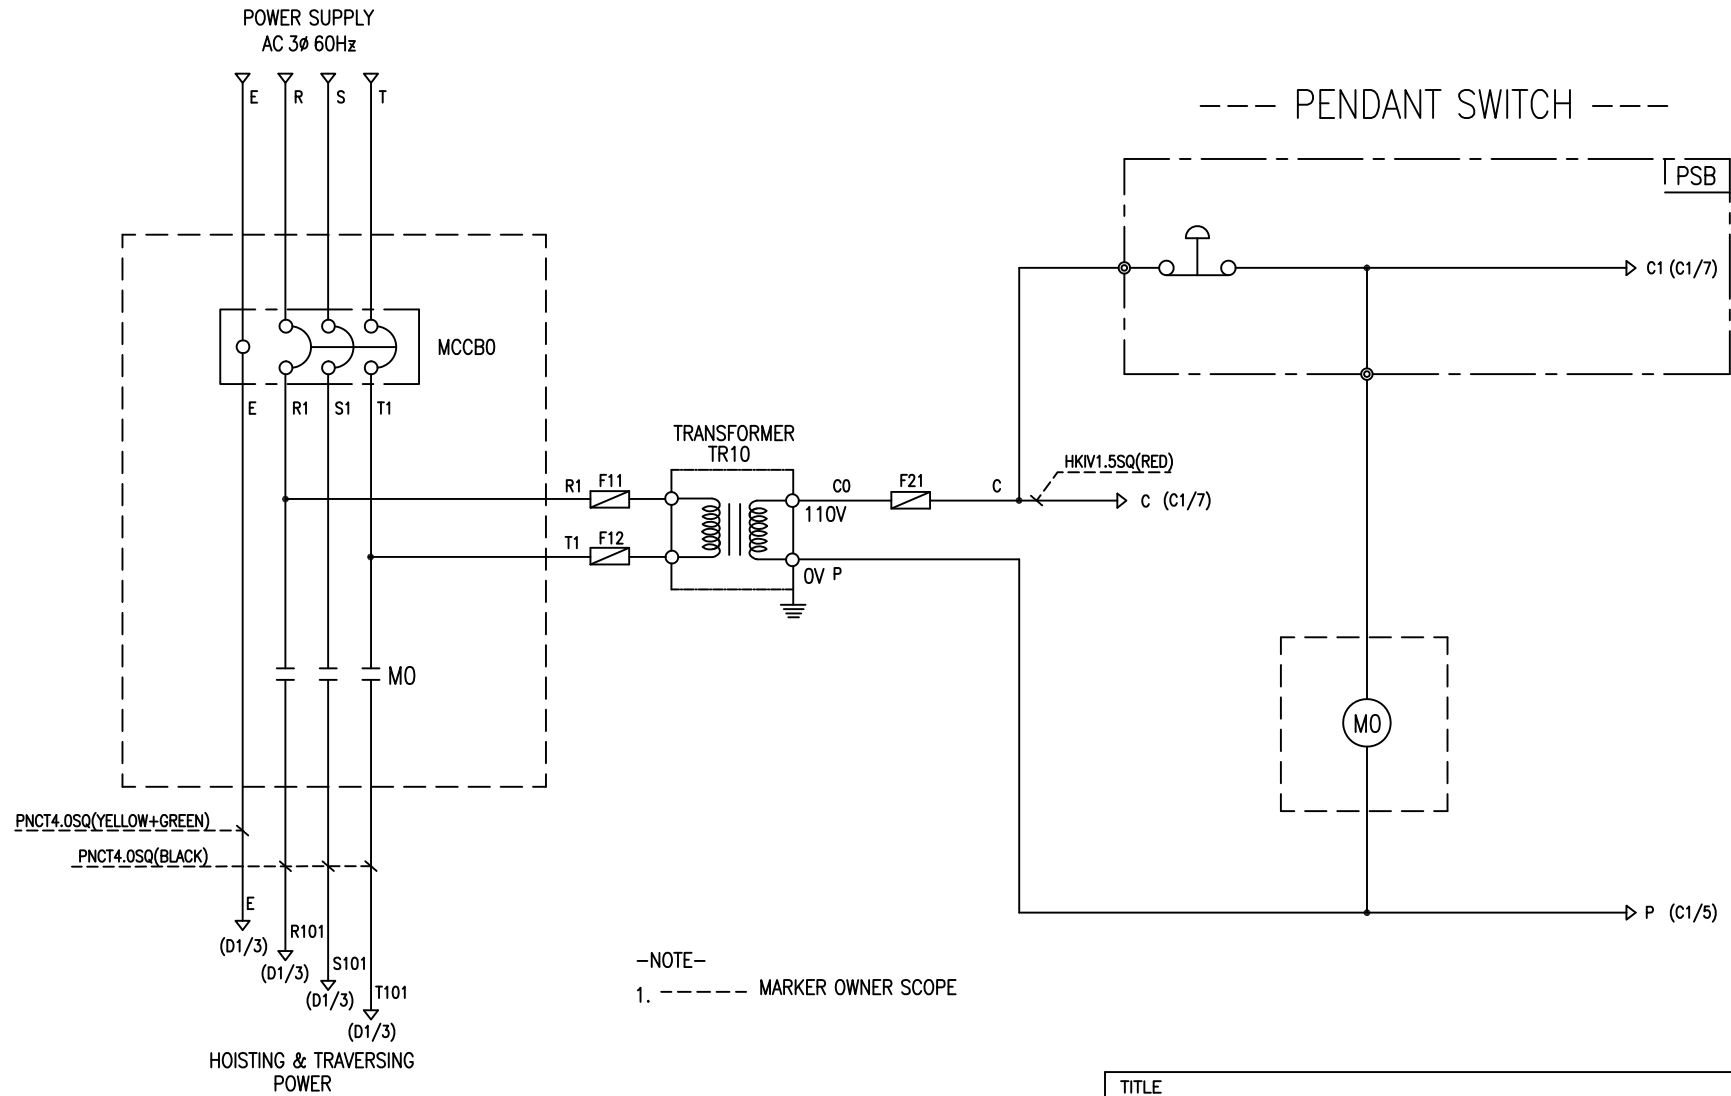 POWER SUPPLY
AC 3ø 60Hz
E R S T
--- PENDANT SWITCH ---
PSB
C1 (C1/7)
MCCB0
E R1 S1 T1
TRANSFORMER
TR10
HKIV1.5SQ(RED)
R1 F11
C0 F21 C
C (C1/7)
110V
T1 F12
0V P
M0
M0
PNCT4.0SQ(YELLOW+GREEN)
PNCT4.0SQ(BLACK)
E
R101
S101
T101
(D1/3)
(D1/3)
(D1/3)
(D1/3)
P (C1/5)
HOISTING & TRAVERSING
POWER
-NOTE-
1. ------ MARKER OWNER SCOPE
TITLE